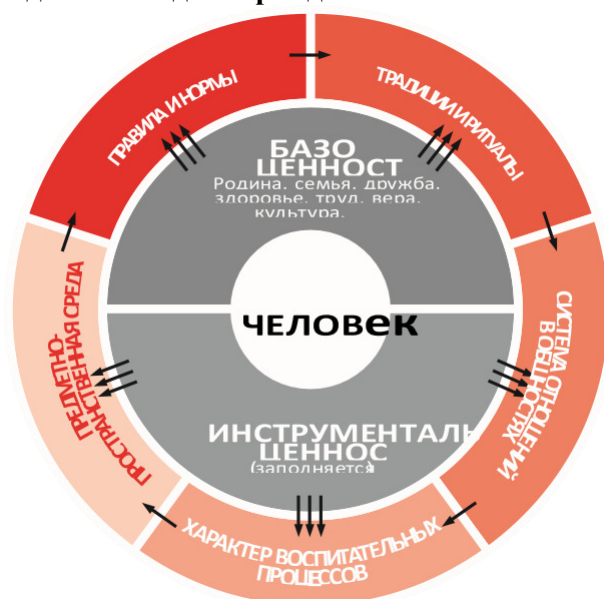 ПРАВИЛА И НОРМЫ
ТРАДИЦИИ И РИТУАЛЫ
БАЗО
ЦЕННОСТ
Родина, семья, дружба,
здоровье, труд, вера,
культура.
ЧЕЛОВЕК
СИСТЕМА ОТНОШЕНИЙ
В ОБЩНОСТЯХ
ПРЕДМЕТНО-
ПРОСТРАНСТВЕННАЯ СРЕДА
ИНСТРУМЕНТАЛЬ
ЦЕННОС
(заполняется)
ХАРАКТЕР ВОСПИТАТЕЛЬНЫХ
ПРОЦЕССОВ